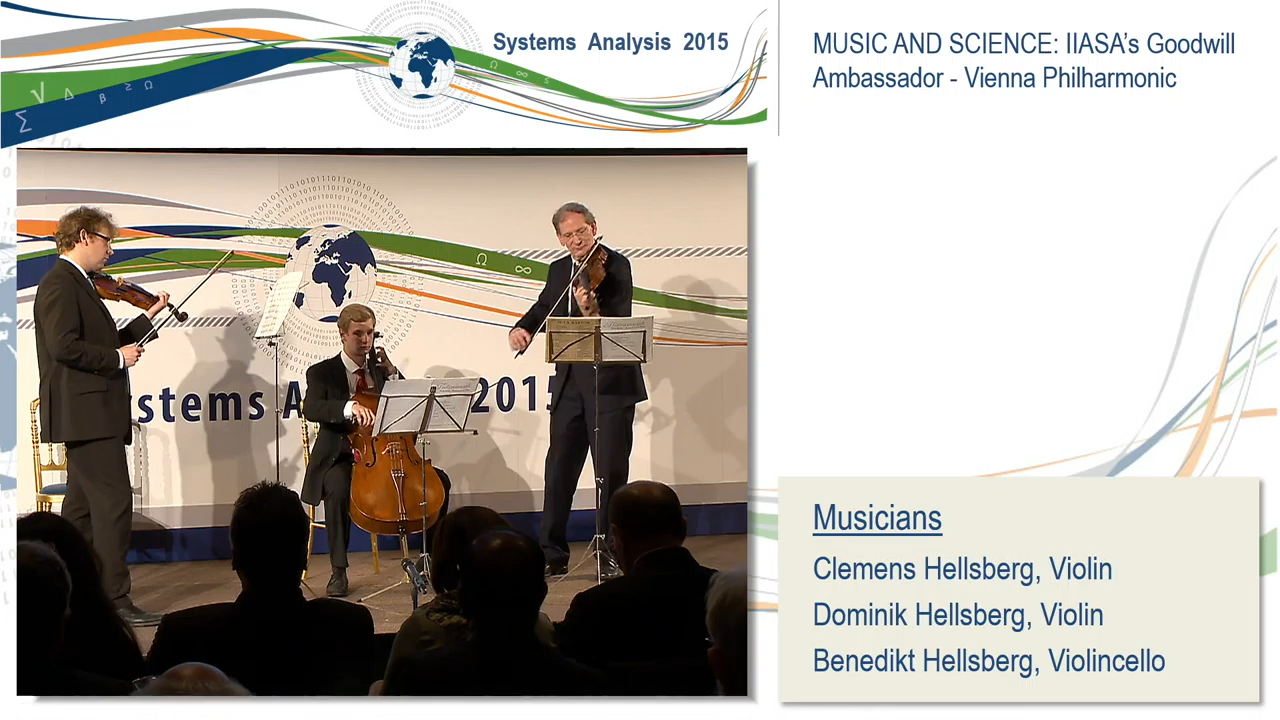 Systems Analysis 2015
MUSIC AND SCIENCE: IIASA's Goodwill
Ambassador - Vienna Philharmonic
√ Δ β ≥ Ω
Σ
Ω ∞ ≤
Ω ∞
stems A 2015
Musicians
Clemens Hellsberg, Violin
Dominik Hellsberg, Violin
Benedikt Hellsberg, Violincello